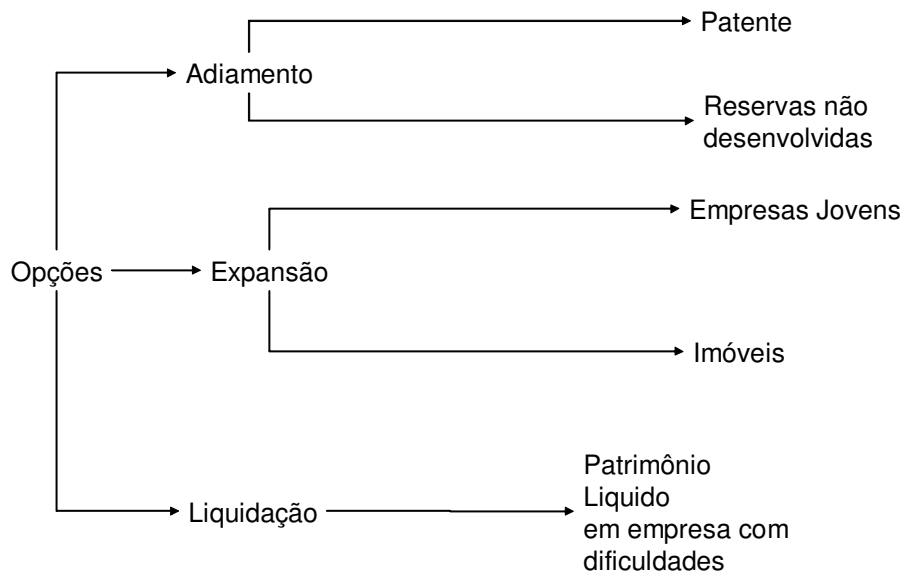 Patente
Adiamento
Reservas não
desenvolvidas
Empresas Jovens
Opções
Expansão
Imóveis
Patrimônio
Liquido
em empresa com
dificuldades
Liquidação